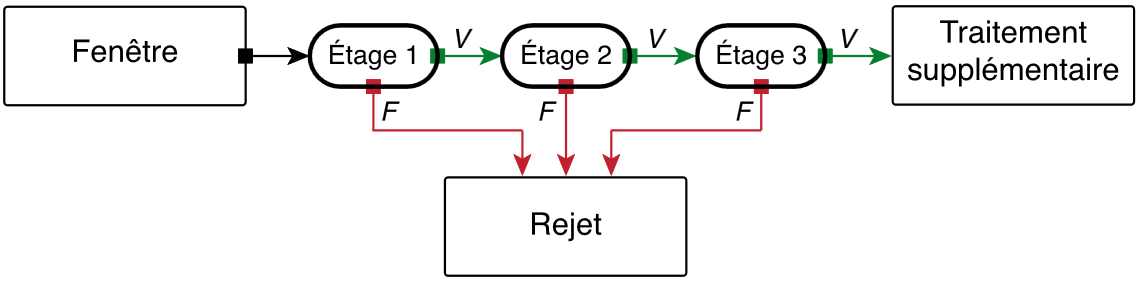 Fenêtre
Étage 1
V
Étage 2
V
Étage 3
V
Traitement
supplémentaire
F
F
F
Rejet